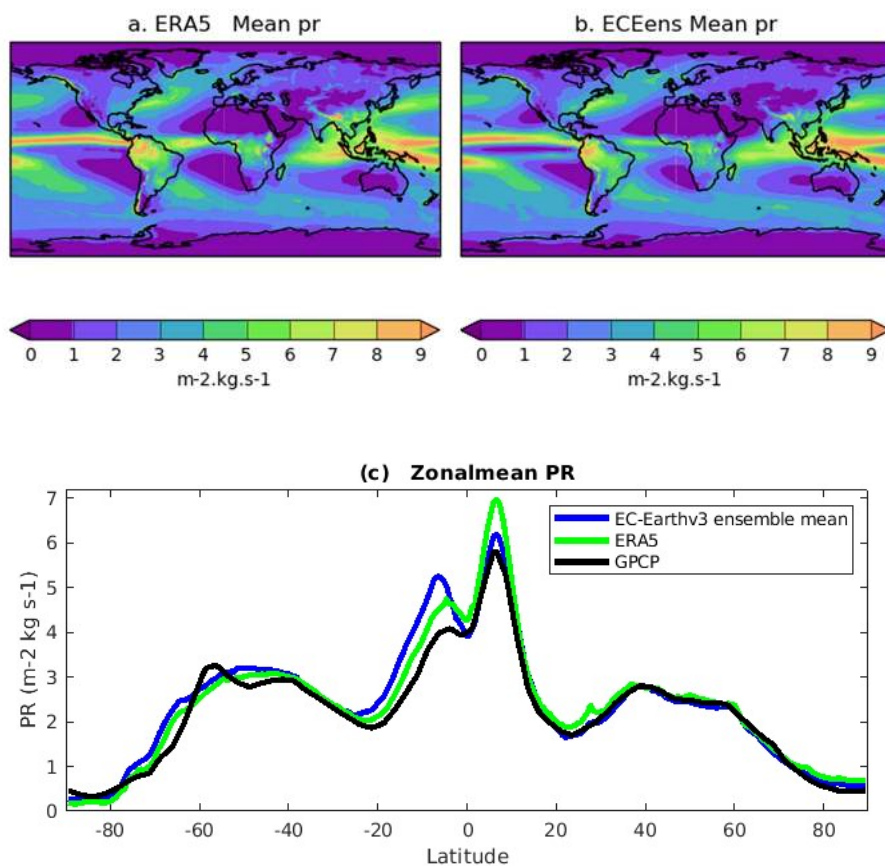 a. ERA5 Mean pr
b. ECEens Mean pr
0 1 2 3 4 5 6 7 8 9
m-2.kg.s-1
0 1 2 3 4 5 6 7 8 9
m-2.kg.s-1
(c) Zonalmean PR
7
6
5
4
3
2
1
0
PR (m-2 kg s-1)
EC-Earthv3 ensemble mean
ERA5
GPCP
-80 -60 -40 -20 0 20 40 60 80
Latitude